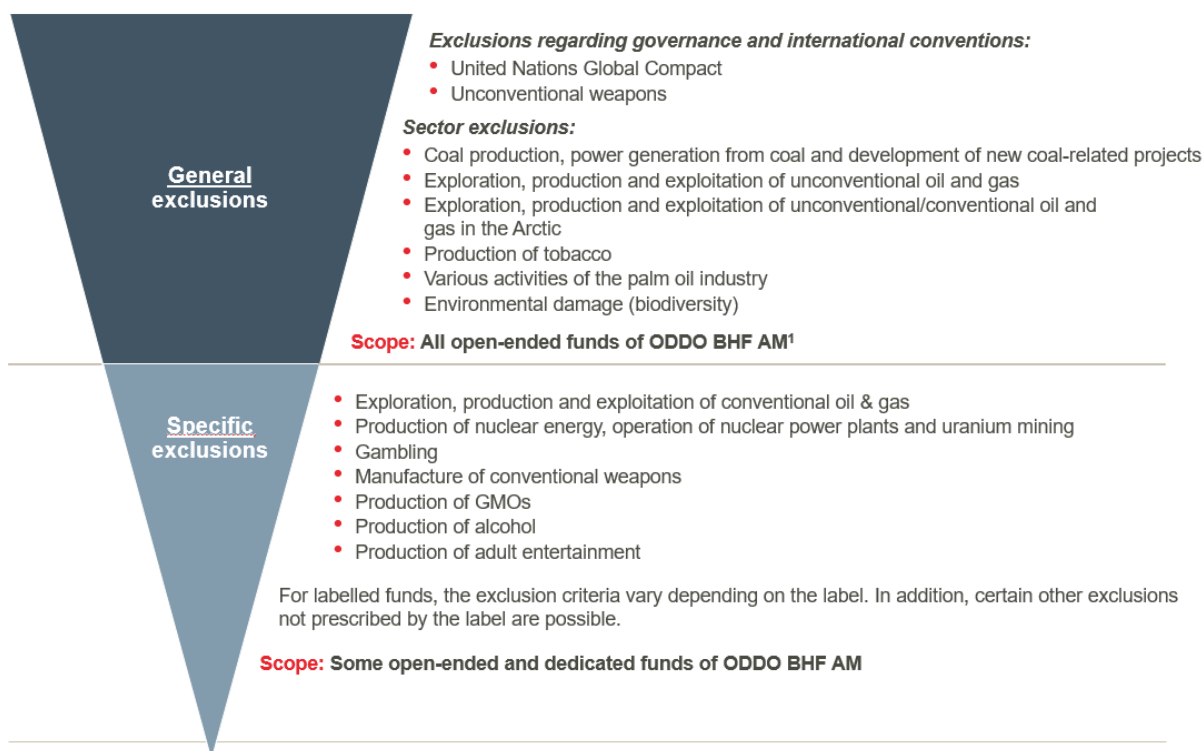 Exclusions regarding governance and international conventions:
• United Nations Global Compact
• Unconventional weapons
Sector exclusions:
• Coal production, power generation from coal and development of new coal-related projects
• Exploration, production and exploitation of unconventional oil and gas
• Exploration, production and exploitation of unconventional/conventional oil and
gas in the Arctic
• Production of tobacco
• Various activities of the palm oil industry
• Environmental damage (biodiversity)
General
exclusions
Scope: All open-ended funds of ODDO BHF AM¹
Specific
exclusions
• Exploration, production and exploitation of conventional oil & gas
• Production of nuclear energy, operation of nuclear power plants and uranium mining
• Gambling
• Manufacture of conventional weapons
• Production of GMOs
• Production of alcohol
• Production of adult entertainment
For labelled funds, the exclusion criteria vary depending on the label. In addition, certain other exclusions
not prescribed by the label are possible.
Scope: Some open-ended and dedicated funds of ODDO BHF AM